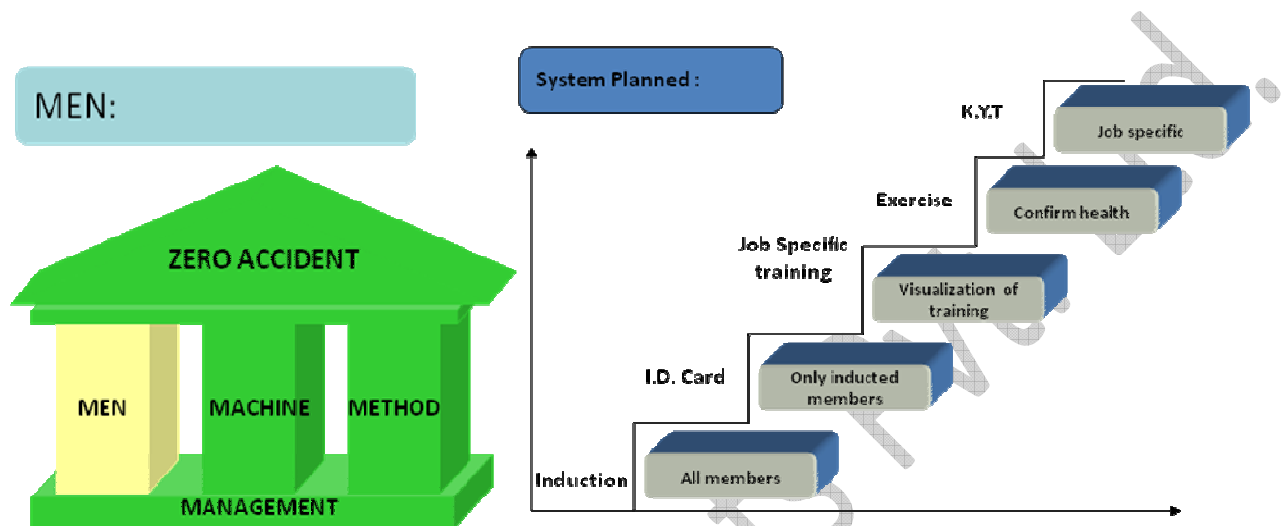 MEN:
ZERO ACCIDENT
MEN
MACHINE
METHOD
MANAGEMENT
System Planned :
K.Y.T
Job specific
Exercise
Confirm health
Job Specific
training
Visualization of
training
I.D. Card
Only inducted
members
Induction
All members